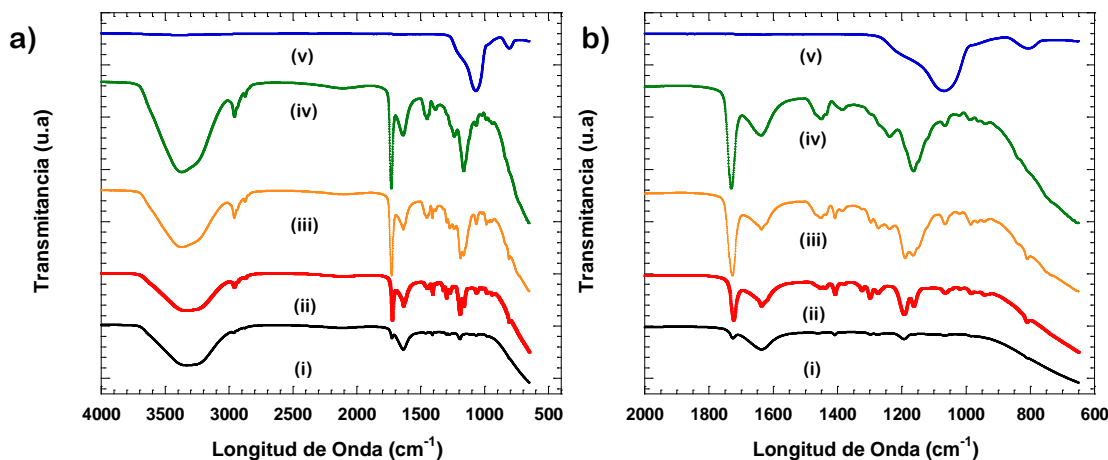 a)
Transmitancia (u.a)
(v)
(iv)
(iii)
(ii)
(i)
4000 3500 3000 2500 2000 1500 1000 500
Longitud de Onda (cm⁻¹)
b)
Transmitancia (u.a)
(v)
(iv)
(iii)
(ii)
(i)
2000 1800 1600 1400 1200 1000 800 600
Longitud de Onda (cm⁻¹)